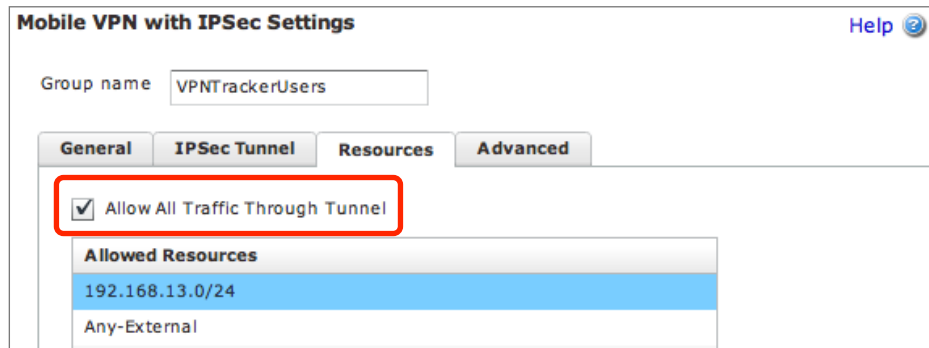 Mobile VPN with IPSec Settings
Help
Group name VPNTrackerUsers
General IPSec Tunnel Resources Advanced
Allow All Traffic Through Tunnel
Allowed Resources
192.168.13.0/24
Any-External